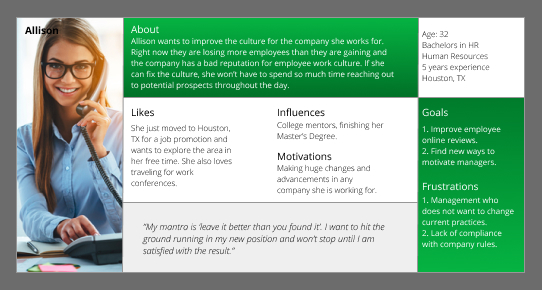 Allison
About
Allison wants to improve the culture for the company she works for.
Right now they are losing more employees than they are gaining and
the company has a bad reputation for employee work culture. If she
can fix the culture, she won't have to spend so much time reaching out
to potential prospects throughout the day.
Age: 32
Bachelors in HR
Human Resources
5 years experience
Houston, TX
Likes
She just moved to Houston,
TX for a job promotion and
wants to explore the area in
her free time. She also loves
traveling for work
conferences.
Influences
College mentors, finishing her
Master's Degree.
Motivations
Making huge changes and
advancements in any
company she is working for.
Goals
1. Improve employee
online reviews.
2. Find new ways to
motivate managers.
Frustrations
1. Management who
does not want to change
current practices.
2. Lack of compliance
with company rules.
"My mantra is 'leave it better than you found it'. I want to hit the
ground running in my new position and won't stop until I am
satisfied with the result."